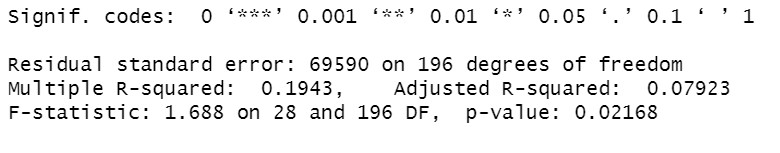 Signif. codes:  0 ‘***’ 0.001 ‘**’ 0.01 ‘*’ 0.05 ‘.’ 0.1 ‘ ’ 1
Residual standard error: 69590 on 196 degrees of freedom
Multiple R-squared:  0.1943,    Adjusted R-squared:  0.07923
F-statistic: 1.688 on 28 and 196 DF,  p-value: 0.02168